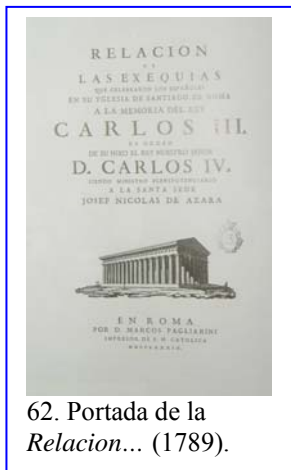 RELACION
DE
LAS EXEQUIAS
QUE CELEBRARON LOS ESPAÑOLES
EN SU YGLESIA DE SANTIAGO DE ROMA
A LA MEMORIA DEL REY
CARLOS III.
DE ORDEN
DE SU HIJO EL REY NUESTRO SEÑOR
D. CARLOS IV.
SIENDO MINISTRO PLENIPOTENCIARIO
A LA SANTA SEDE
JOSEF NICOLAS DE AZARA
EN ROMA
POR D. MARCOS PAGLIARINI
IMPRESOR DE S. M. CATOLICA
62. Portada de la
Relacion... (1789).